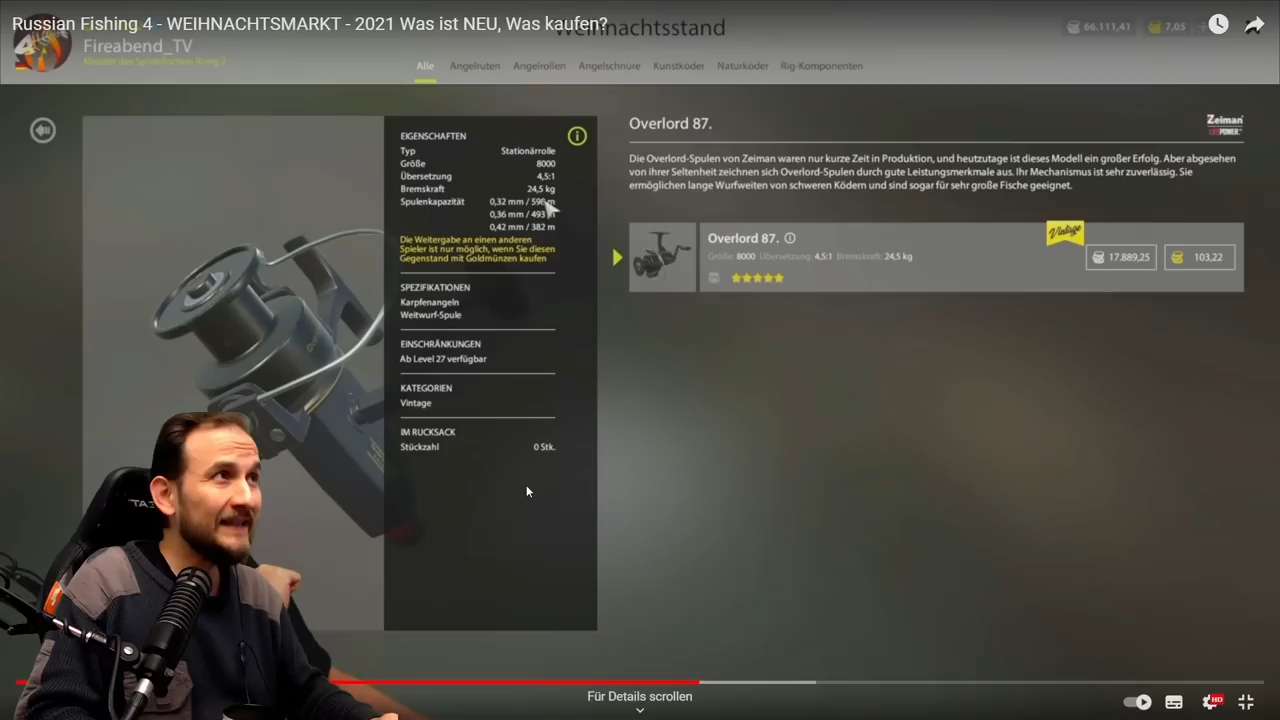 Russian Fishing 4 - WEIHNACHTSMARKT - 2021 Was ist NEU, Was kaufen?
Weihnachtsstand
Fireabend_TV
66.111,41
7,05
Alle
Angelruten
Angelrollen
Angelschnüre
Kunstköder
Naturköder
Rig-Komponenten
EIGENSCHAFTEN
Typ Stationärrolle
Größe 8000
Übersetzung 4,5:1
Bremskraft 24,5 kg
Spulenkapazität 0,32 mm / 598 m
0,36 mm / 493 m
0,42 mm / 382 m
Die Weitergabe an einen anderen
Spieler ist nur möglich, wenn Sie diesen
Gegenstand mit Goldmünzen kaufen
SPEZIFIKATIONEN
Karpfenangeln
Weitwurf-Spule
EINSCHRÄNKUNGEN
Ab Level 27 verfügbar
KATEGORIEN
Vintage
IM RUCKSACK
Stückzahl 0 Stk.
Overlord 87.
Zeiman
Die Overlord-Spulen von Zeiman waren nur kurze Zeit in Produktion, und heutzutage ist dieses Modell ein großer Erfolg. Aber abgesehen
von ihrer Seltenheit zeichnen sich Overlord-Spulen durch gute Leistungsmerkmale aus. Ihr Mechanismus ist sehr zuverlässig. Sie
ermöglichen lange Wurfweiten von schweren Ködern und sind sogar für sehr große Fische geeignet.
Vintage
Overlord 87.
Größe: 8000 Übersetzung: 4,5:1 Bremskraft: 24,5 kg
17.889,25
103,22
Für Details scrollen
HD